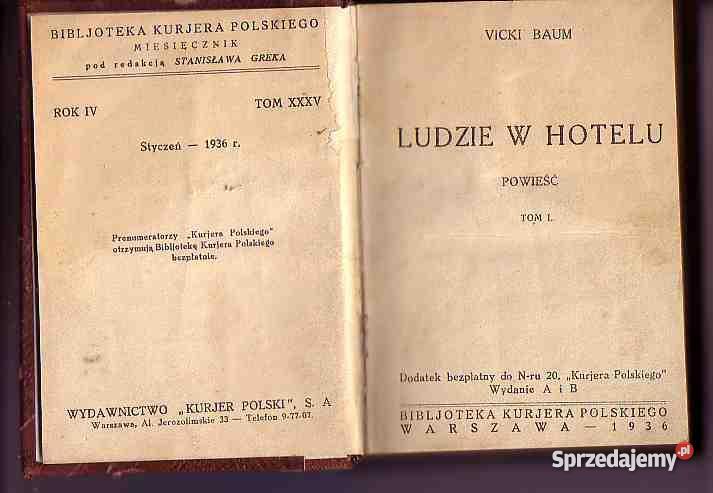 BIBLJOTEKA KURJERA POLSKIEGO
MIESIĘCZNIK
pod redakcją STANISŁAWA GREKA
ROK IV TOM XXXV
Styczeń — 1936 r.
Prenumeratorzy „Kurjera Polskiego"
otrzymują Bibljotekę Kurjera Polskiego
bezpłatnie.
WYDAWNICTWO „KURJER POLSKI", S. A
Warszawa, Al. Jerozolimskie 33 — Telefon 9-77-07.
VICKI BAUM
LUDZIE W HOTELU
POWIEŚĆ
TOM I.
Dodatek bezpłatny do N-ru 20, „Kurjera Polskiego"
Wydanie A i B
BIBLJOTEKA KURJERA POLSKIEGO
WARSZAWA — 1936
Sprzedajemy.pl